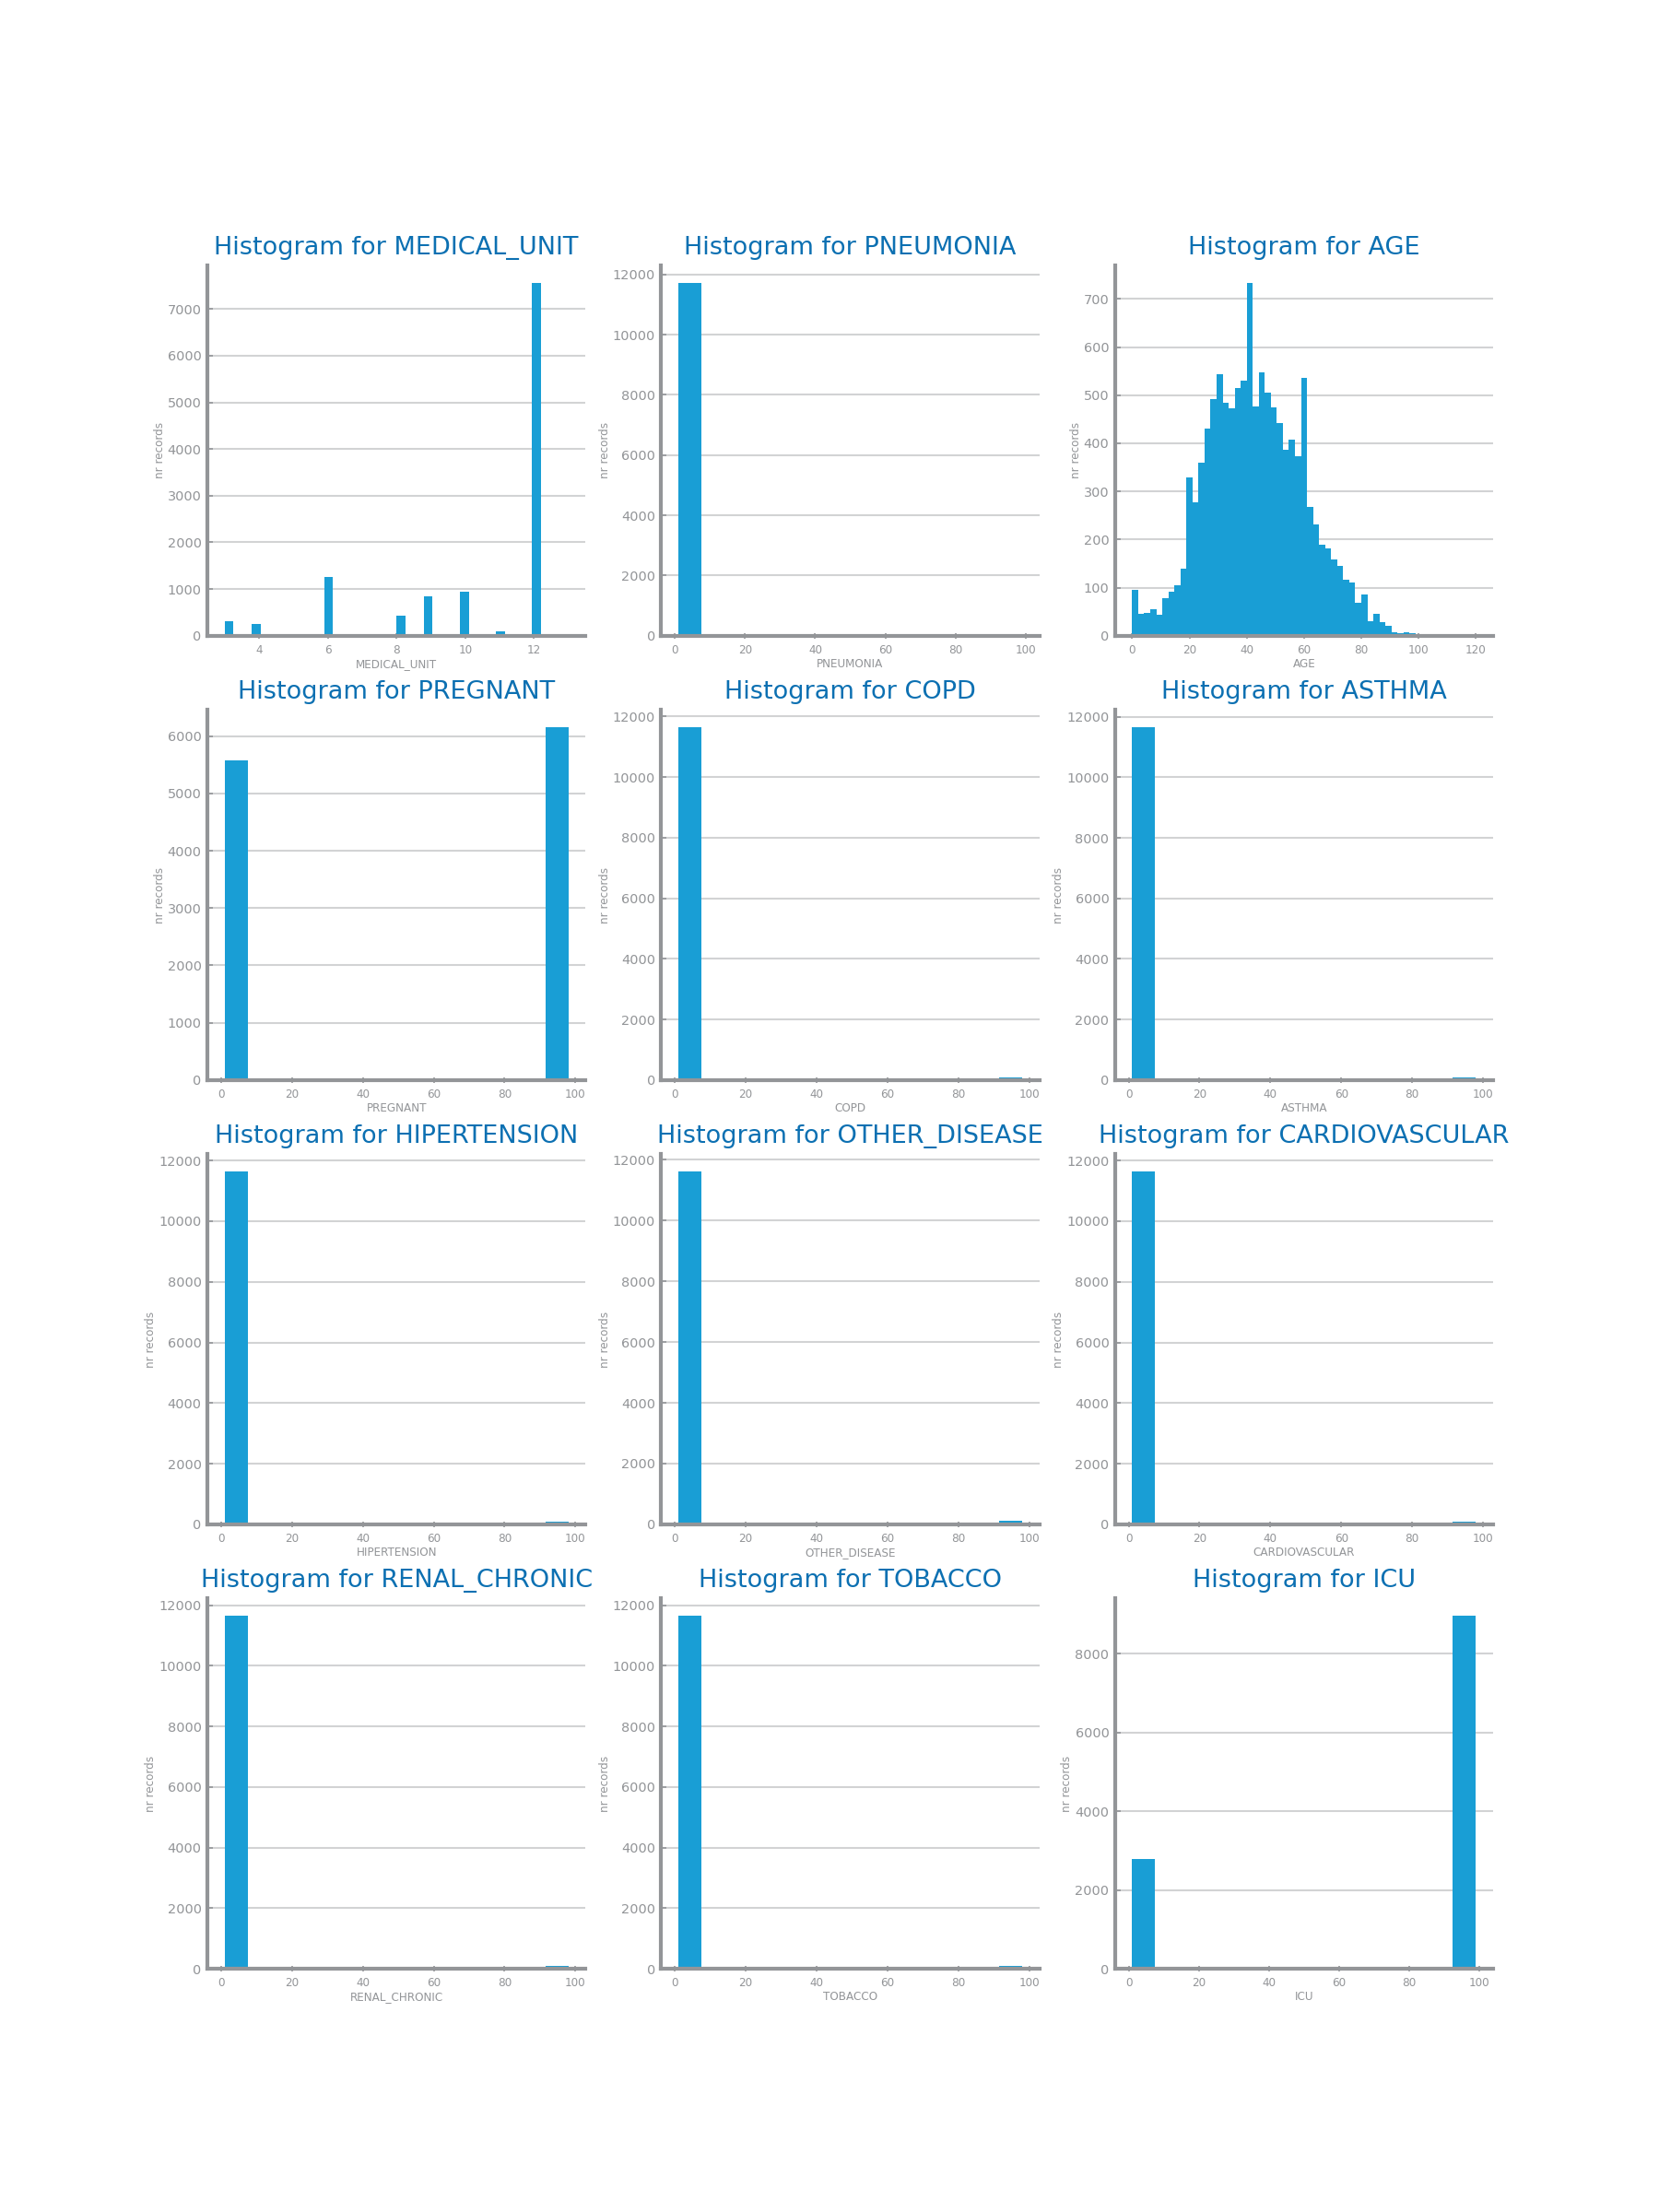 Histogram for MEDICAL_UNIT
7000
6000
5000
4000
3000
2000
1000
0
nr records
4 6 8 10 12
MEDICAL_UNIT
Histogram for PNEUMONIA
12000
10000
8000
6000
4000
2000
0
nr records
0 20 40 60 80 100
PNEUMONIA
Histogram for AGE
700
600
500
400
300
200
100
0
nr records
0 20 40 60 80 100 120
AGE
Histogram for PREGNANT
6000
5000
4000
3000
2000
1000
0
nr records
0 20 40 60 80 100
PREGNANT
Histogram for COPD
12000
10000
8000
6000
4000
2000
0
nr records
0 20 40 60 80 100
COPD
Histogram for ASTHMA
12000
10000
8000
6000
4000
2000
0
nr records
0 20 40 60 80 100
ASTHMA
Histogram for HIPERTENSION
12000
10000
8000
6000
4000
2000
0
nr records
0 20 40 60 80 100
HIPERTENSION
Histogram for OTHER_DISEASE
12000
10000
8000
6000
4000
2000
0
nr records
0 20 40 60 80 100
OTHER_DISEASE
Histogram for CARDIOVASCULAR
12000
10000
8000
6000
4000
2000
0
nr records
0 20 40 60 80 100
CARDIOVASCULAR
Histogram for RENAL_CHRONIC
12000
10000
8000
6000
4000
2000
0
nr records
0 20 40 60 80 100
RENAL_CHRONIC
Histogram for TOBACCO
12000
10000
8000
6000
4000
2000
0
nr records
0 20 40 60 80 100
TOBACCO
Histogram for ICU
8000
6000
4000
2000
0
nr records
0 20 40 60 80 100
ICU